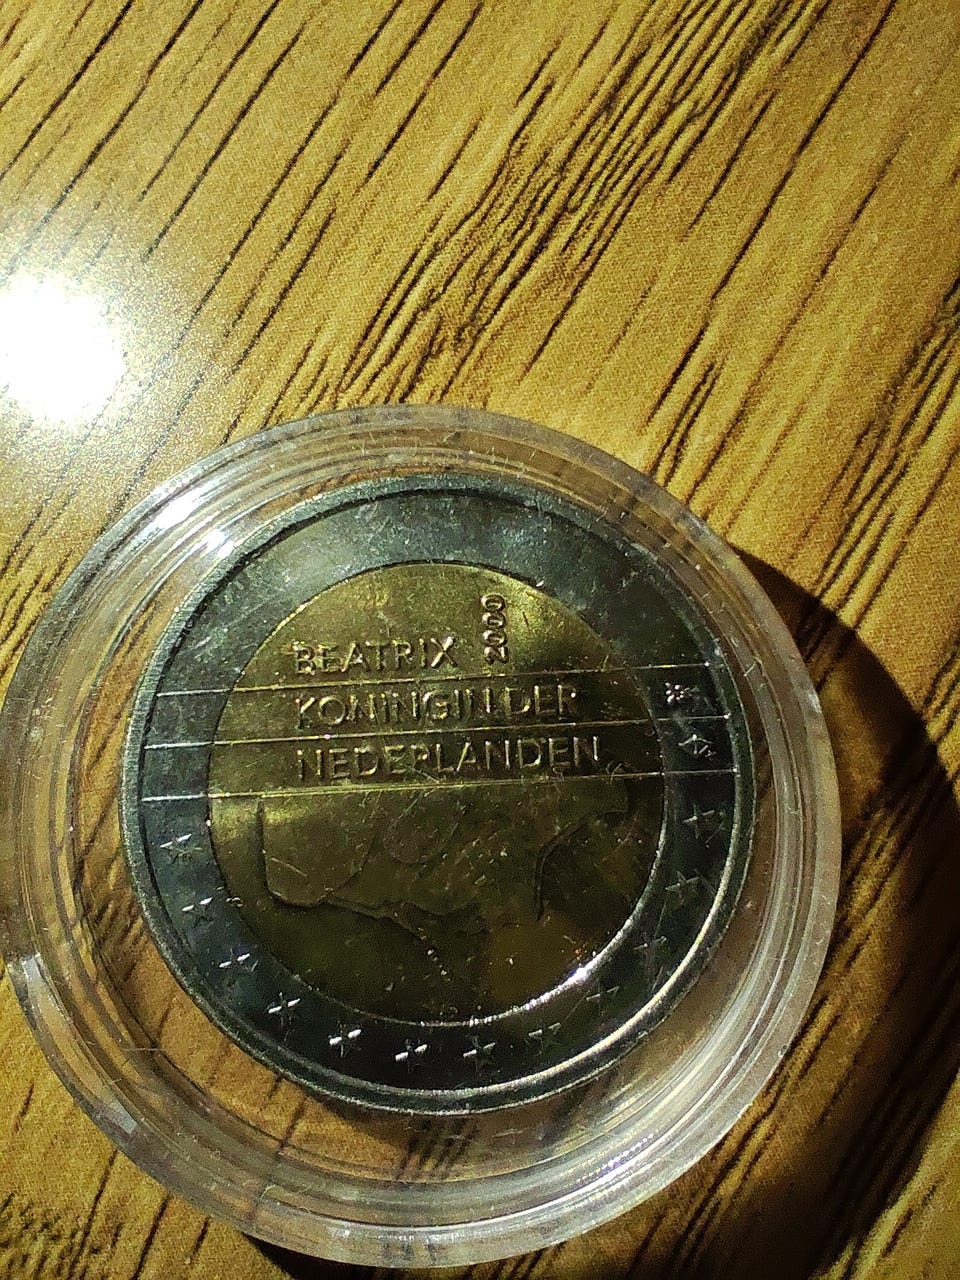 BEATRIX 2000
KONINGIN DER
NEDERLANDEN